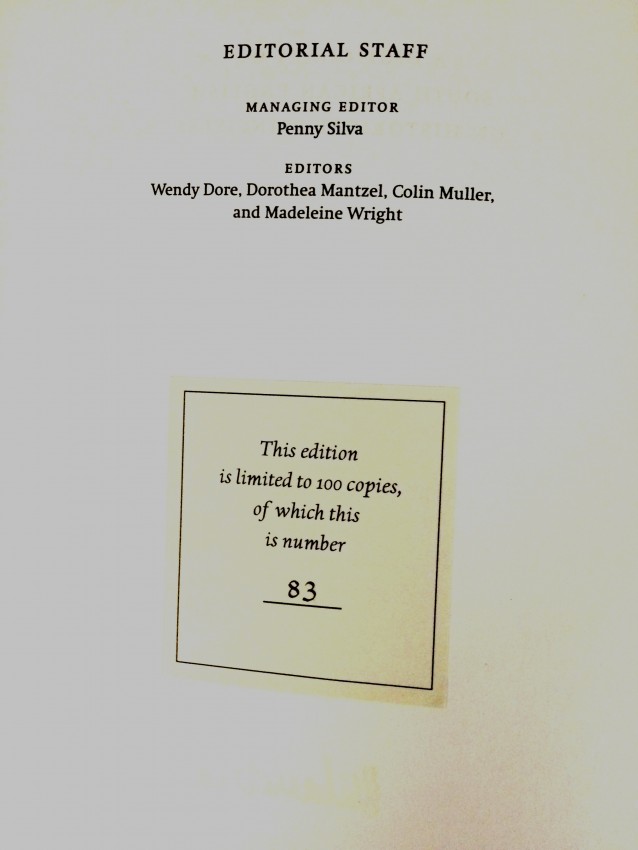 EDITORIAL STAFF
MANAGING EDITOR
Penny Silva
EDITORS
Wendy Dore, Dorothea Mantzel, Colin Muller,
and Madeleine Wright
This edition
is limited to 100 copies,
of which this
is number
83